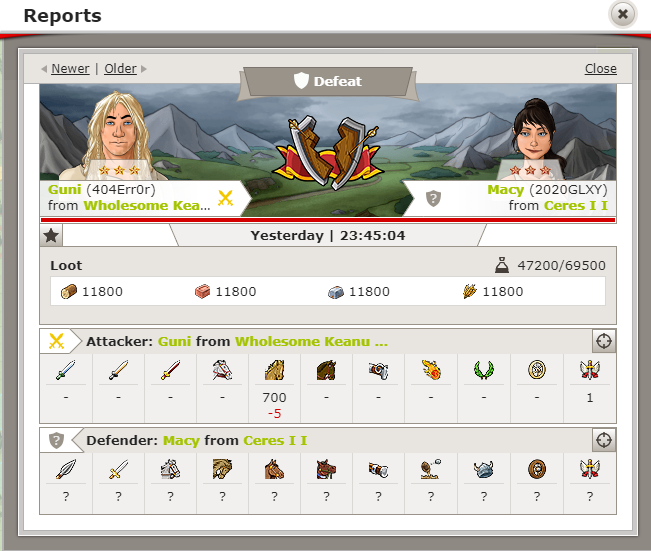 Reports
Newer | Older
Close
Defeat
Guni (404Err0r)
from Wholesome Kea...
Macy (2020GLXY)
from Ceres I I
Yesterday | 23:45:04
Loot
47200/69500
11800 11800 11800 11800
Attacker: Guni from Wholesome Keanu ...
- - - - 700 - - - - - 1
-5
Defender: Macy from Ceres I I
? ? ? ? ? ? ? ? ? ? ?